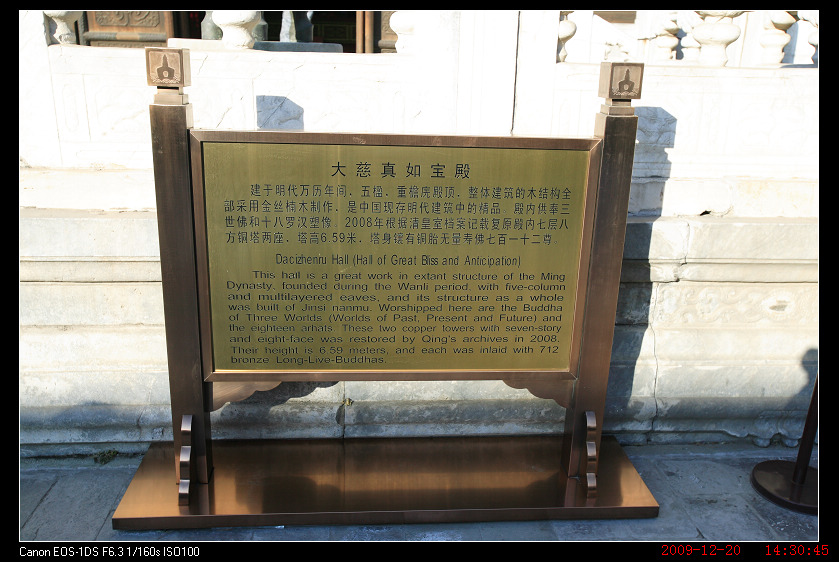 大慈真如宝殿
建于明代万历年间、五楹、重檐庑殿顶、整体建筑的木结构全
部采用金丝楠木制作、是中国现存明代建筑中的精品 殿内供奉三
世佛和十八罗汉塑像 2008年根据清皇室档案记载复原殿内七层八
方铜塔两座、塔高6.59米、塔身镶有铜胎无量寿佛七百一十二尊
Dacizhenru Hall (Hall of Great Bliss and Anticipation)
This hall is a great work in extant structure of the Ming
Dynasty, founded during the Wanli period, with five-column
and multilayered eaves, and its structure as a whole
was built of Jinsi nanmu. Worshipped here are the Buddha
of Three Worlds (Worlds of Past, Present and Future) and
the eighteen arhats. These two copper towers with seven-story
and eight-face was restored by Qing's archives in 2008.
Their height is 6.59 meters, and each was inlaid with 712
bronze Long-Live-Buddhas.
Canon EOS-1DS F6.3 1/160s ISO100
2009-12-20 14:30:45